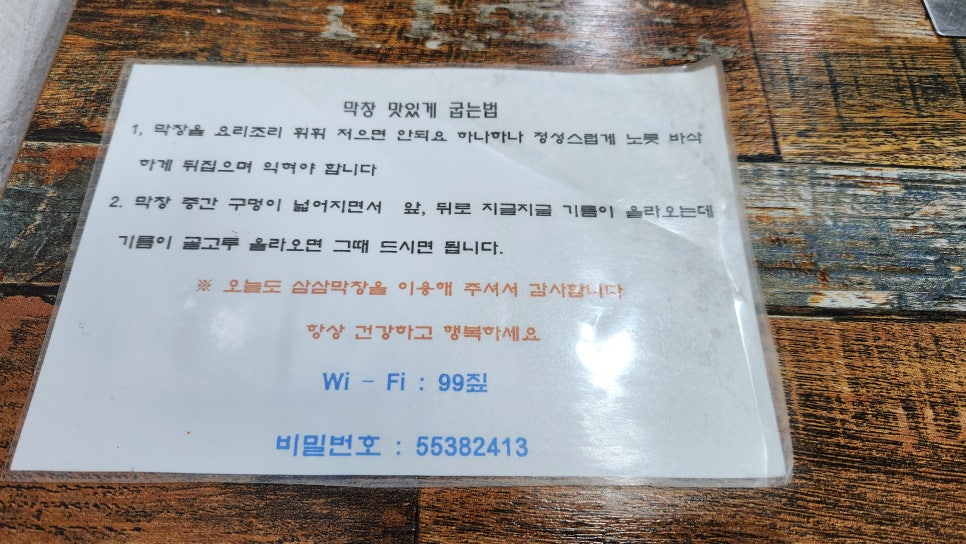 막창 맛있게 굽는법
1, 막창을 요리조리 휘휘 저으면 안되요 하나하나 정성스럽게 노릇 바삭
하게 뒤집으며 익혀야 합니다
2. 막창 중간 구멍이 넓어지면서 앞, 뒤로 지글지글 기름이 올라오는데
기름이 골고루 올라오면 그때 드시면 됩니다.
※ 오늘도 삼삼막창을 이용해 주셔서 감사합니다
항상 건강하고 행복하세요
Wi - Fi : 99짚
비밀번호 : 55382413